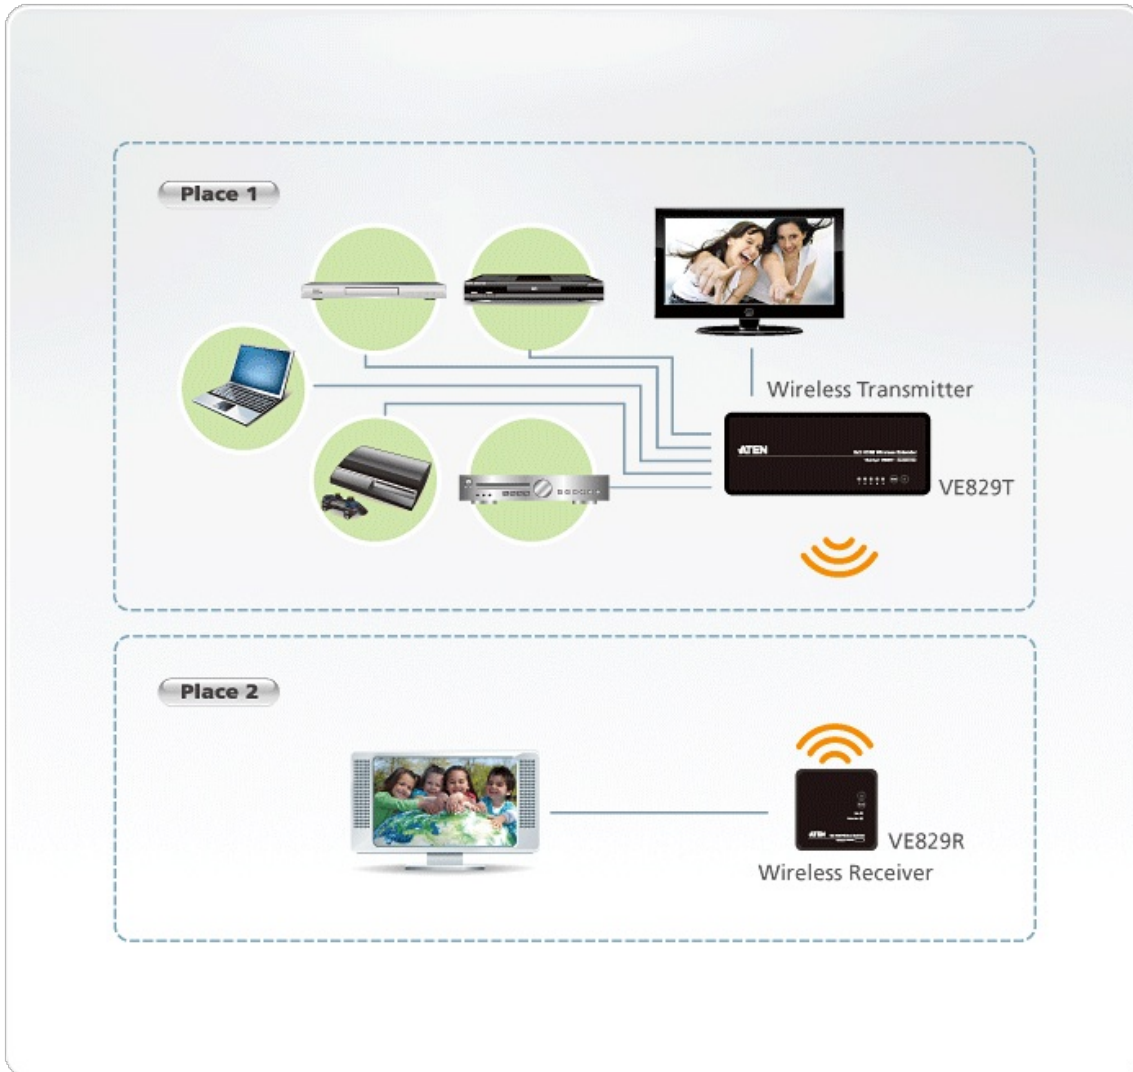 Place 1
Wireless Transmitter
ATEN
VE829T
Place 2
ATEN
VE829R
Wireless Receiver